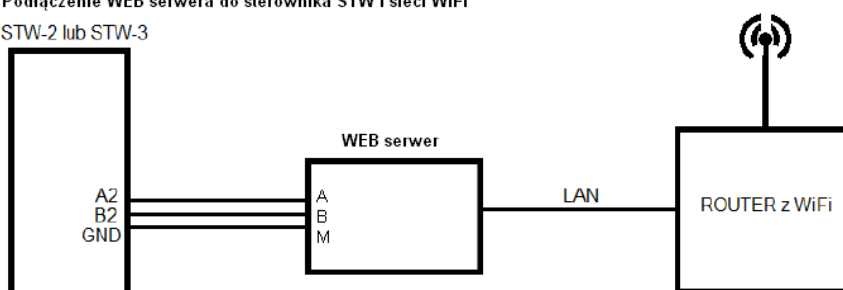 Podłączenie WEB serwera do sterownika STW i sieci WiFi
STW-2 lub STW-3
WEB serwer
A2
B2
GND
A
B
M
LAN
ROUTER z WiFi